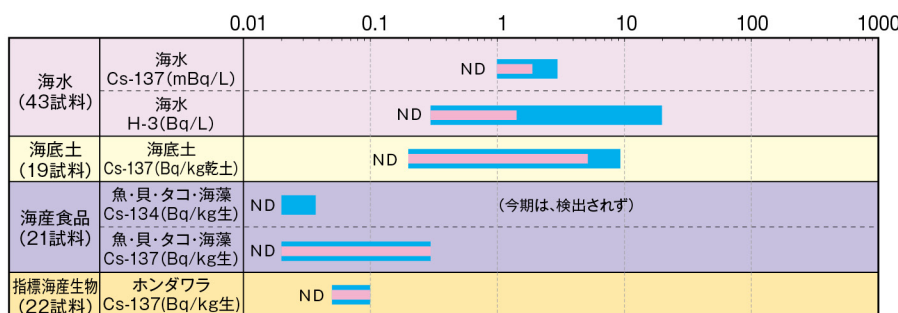 0.01 0.1 1 10 100 1000
海水
(43試料)
海水
Cs-137(mBq/L)
ND
海水
H-3(Bq/L)
ND
海底土
(19試料)
海底土
Cs-137(Bq/kg乾土)
ND
海産食品
(21試料)
魚・貝・タコ・海藻
Cs-134(Bq/kg生)
ND
(今期は、検出されず)
魚・貝・タコ・海藻
Cs-137(Bq/kg生)
ND
指標海産生物
(22試料)
ホンダワラ
Cs-137(Bq/kg生)
ND